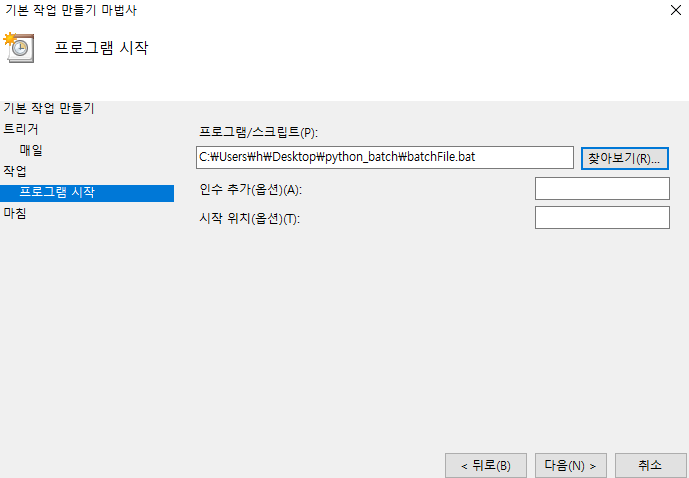 기본 작업 만들기 마법사
프로그램 시작
기본 작업 만들기
트리거
매일
작업
프로그램 시작
마침
프로그램/스크립트(P):
C:₩Users₩h₩Desktop₩python_batch₩batchFile.bat
찾아보기(R)...
인수 추가(옵션)(A):
시작 위치(옵션)(T):
< 뒤로(B)
다음(N) >
취소